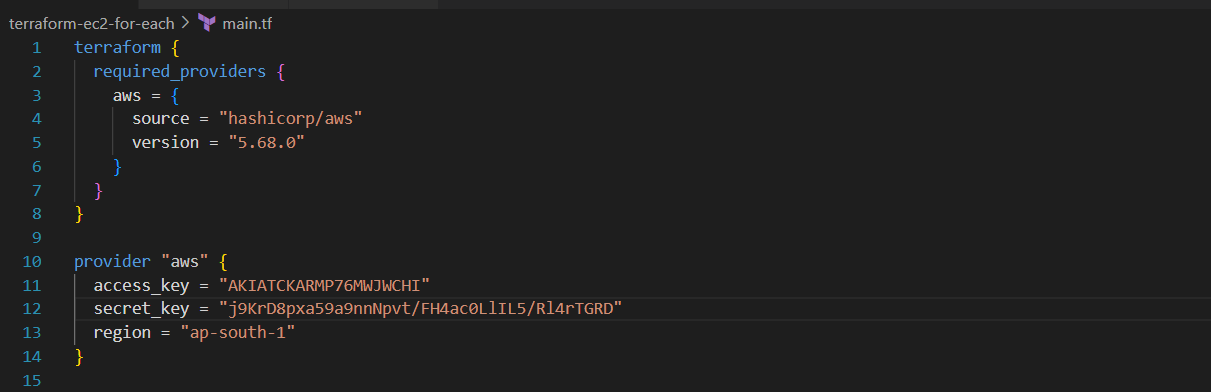 terraform-ec2-for-each > main.tf
1 terraform {
2   required_providers {
3     aws = {
4       source = "hashicorp/aws"
5       version = "5.68.0"
6     }
7   }
8 }
9
10 provider "aws" {
11   access_key = "AKIATCKARMP76MWJWCHI"
12   secret_key = "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"
13   region = "ap-south-1"
14 }
15